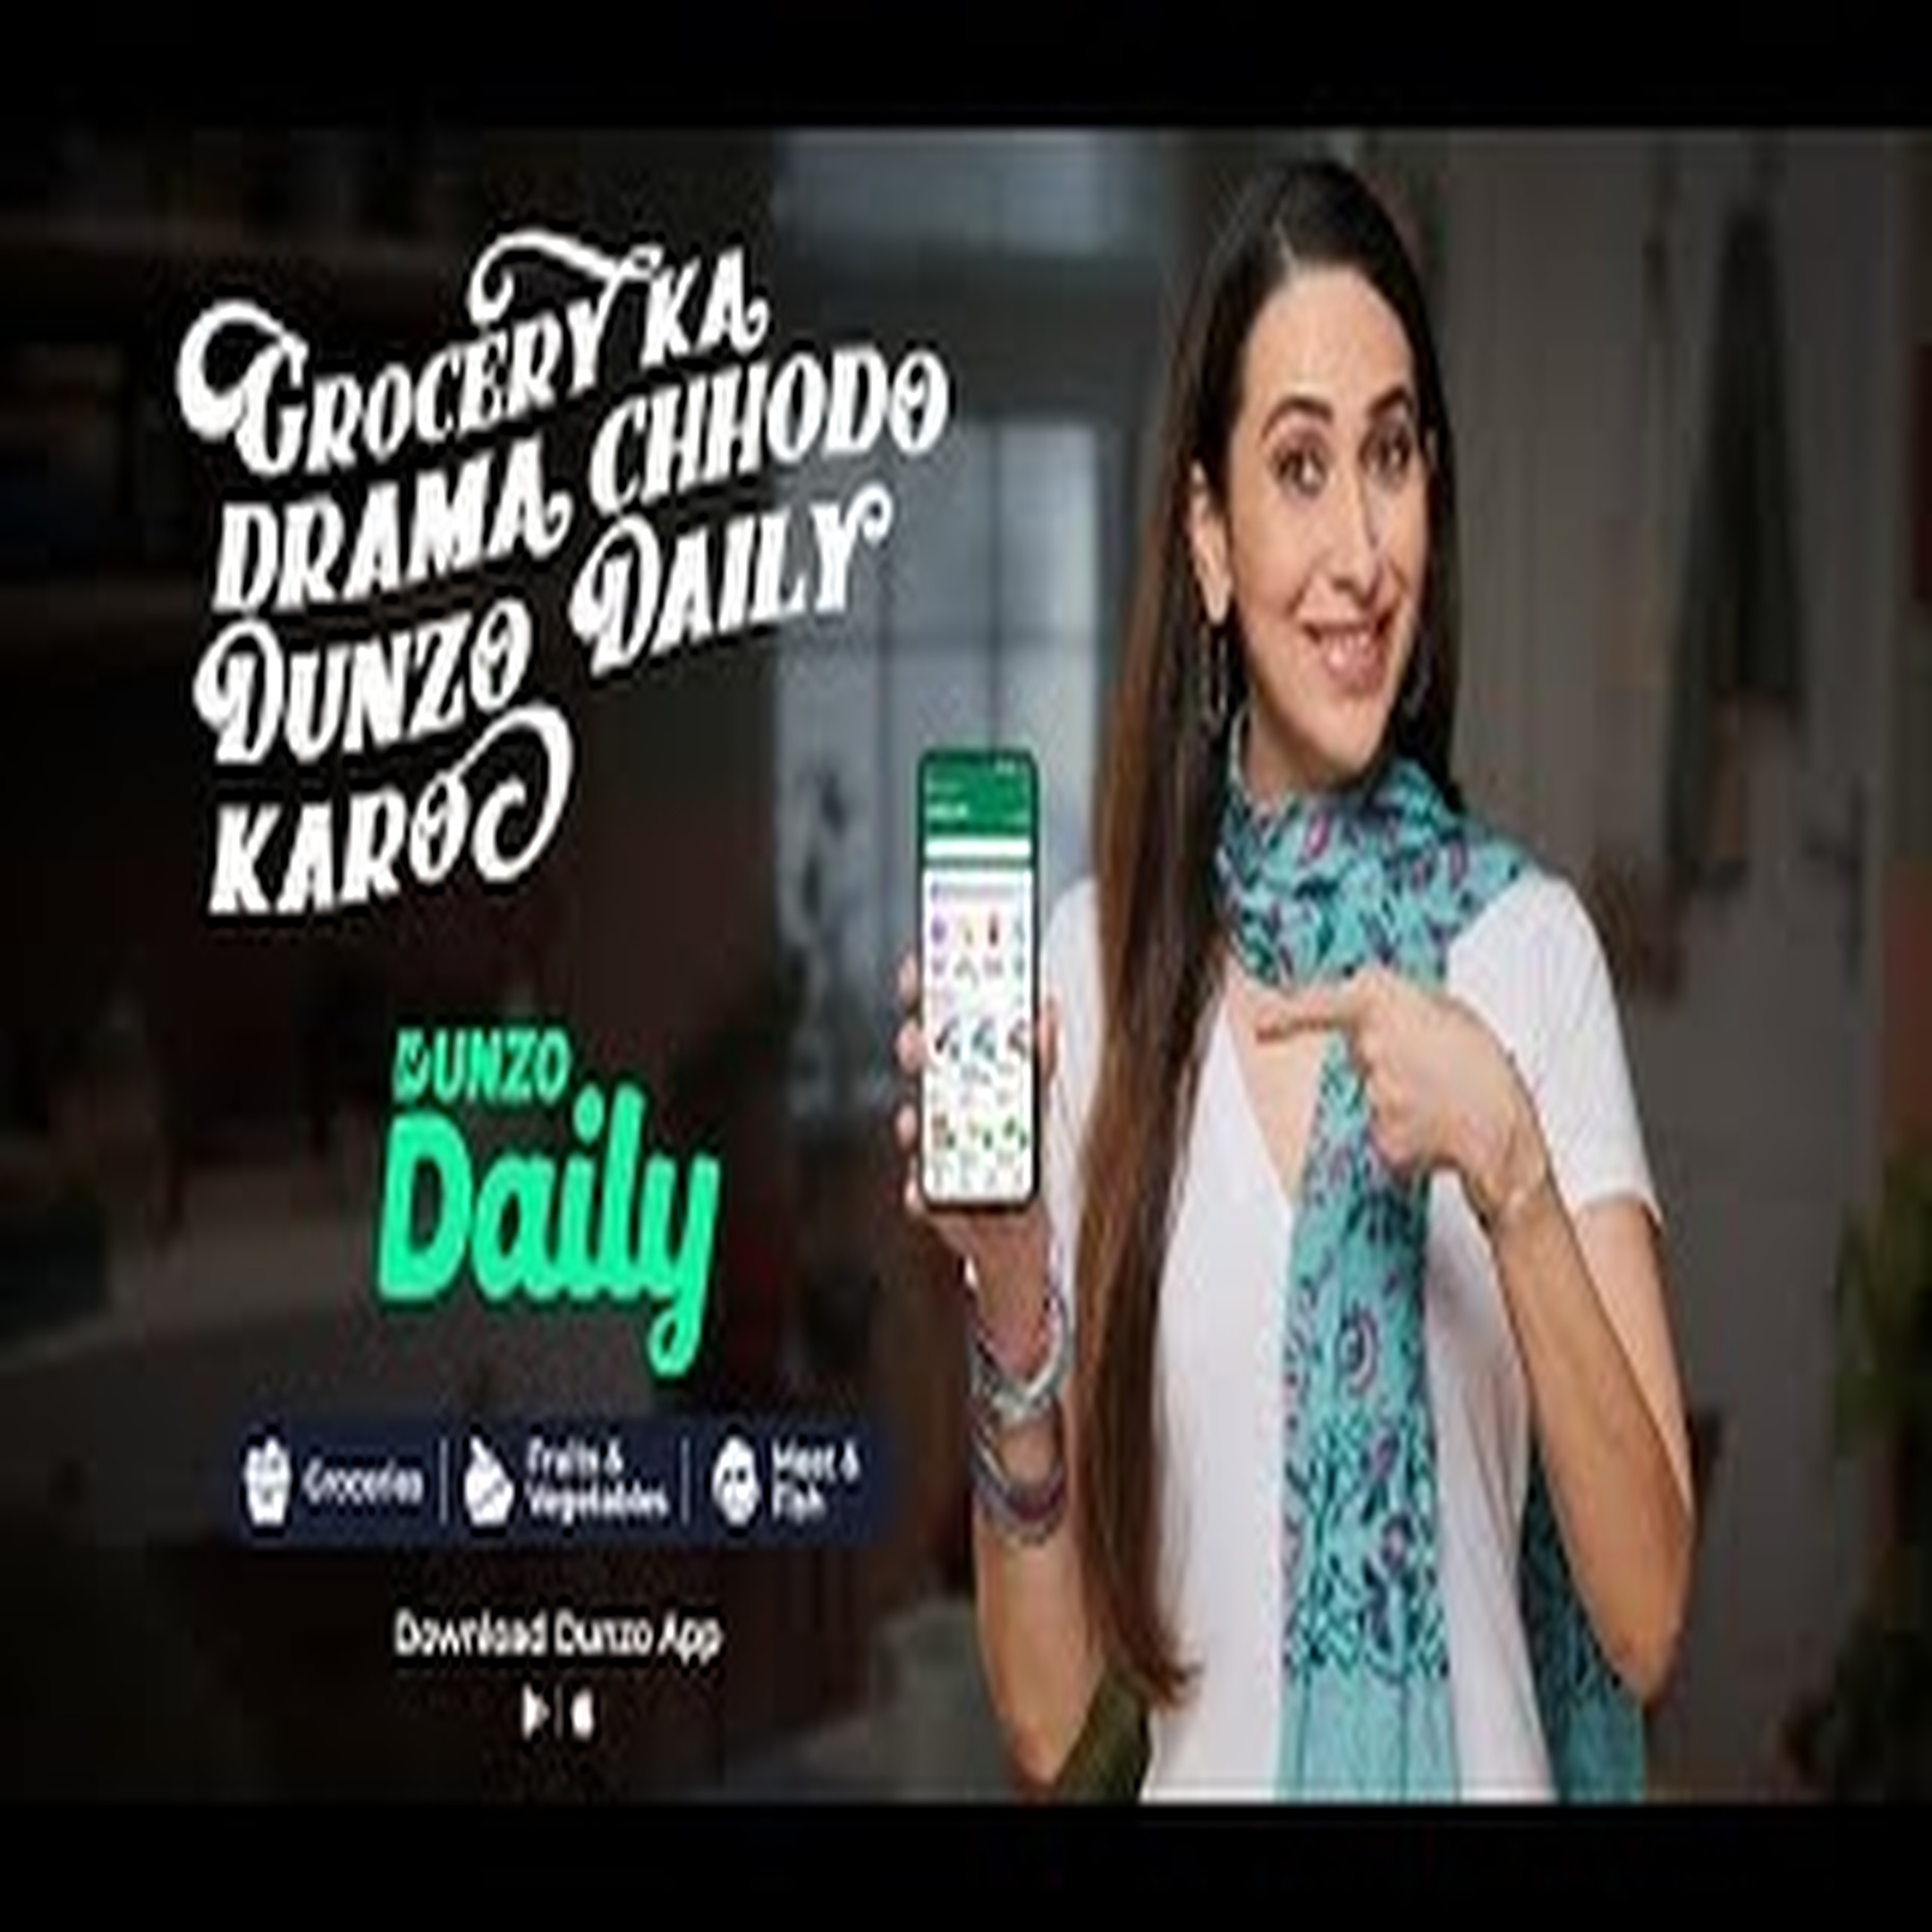 GROCERY KA
DRAMA CHHODO
DUNZO DAILY
KARO
DUNZO
Daily
Groceries
Fruits &
Vegetables
Meat &
Fish
Download Dunzo App